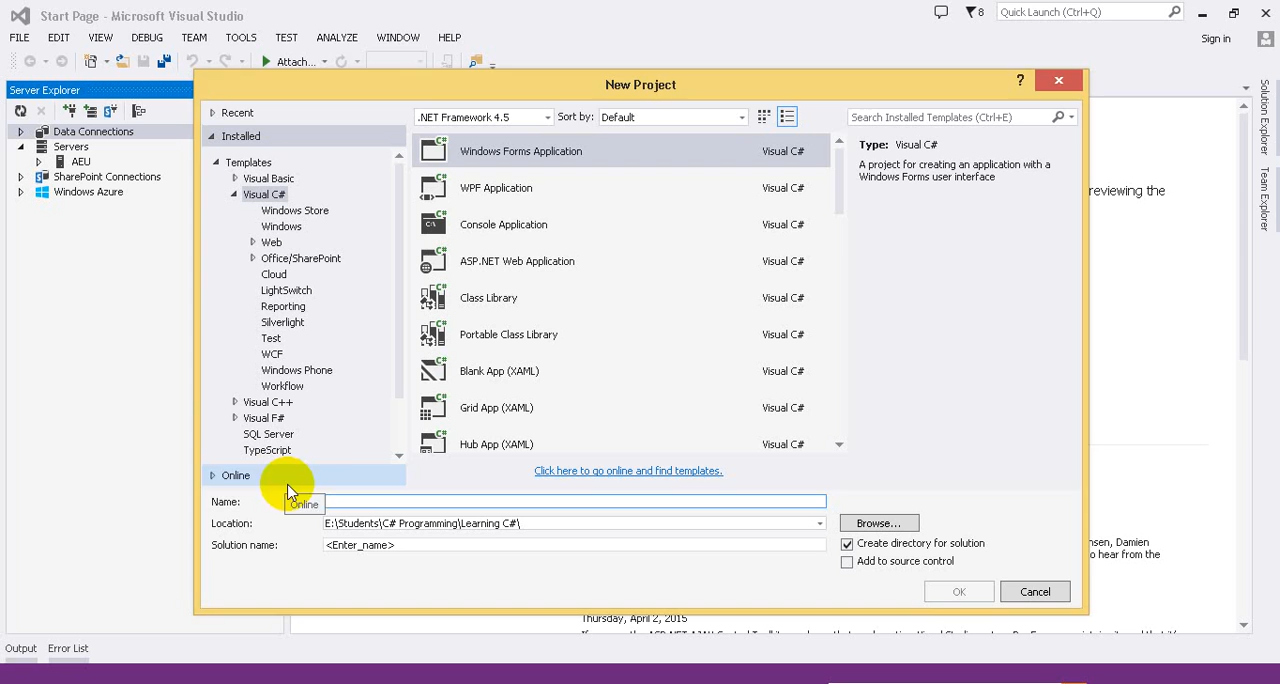 Start Page - Microsoft Visual Studio
8
Quick Launch (Ctrl+Q)
FILE EDIT VIEW DEBUG TEAM TOOLS TEST ANALYZE WINDOW HELP
Sign in
Attach...
Server Explorer
Data Connections
Servers
AEU
SharePoint Connections
Windows Azure
New Project
?
Recent
Installed
Templates
Visual Basic
Visual C#
Windows Store
Windows
Web
Office/SharePoint
Cloud
LightSwitch
Reporting
Silverlight
Test
WCF
Windows Phone
Workflow
Visual C++
Visual F#
SQL Server
TypeScript
Online
.NET Framework 4.5 Sort by: Default
Windows Forms Application Visual C#
WPF Application Visual C#
Console Application Visual C#
ASP.NET Web Application Visual C#
Class Library Visual C#
Portable Class Library Visual C#
Blank App (XAML) Visual C#
Grid App (XAML) Visual C#
Hub App (XAML) Visual C#
Click here to go online and find templates.
Search Installed Templates (Ctrl+E)
Type: Visual C#
A project for creating an application with a
Windows Forms user interface
Name:
Online
Location: E:\Students\C# Programming\Learning C#\
Solution name: <Enter_name>
Browse...
Create directory for solution
Add to source control
OK Cancel
reviewing the
nsen, Damien
o hear from the
Thursday, April 2, 2015
Solution Explorer
Team Explorer
Output Error List